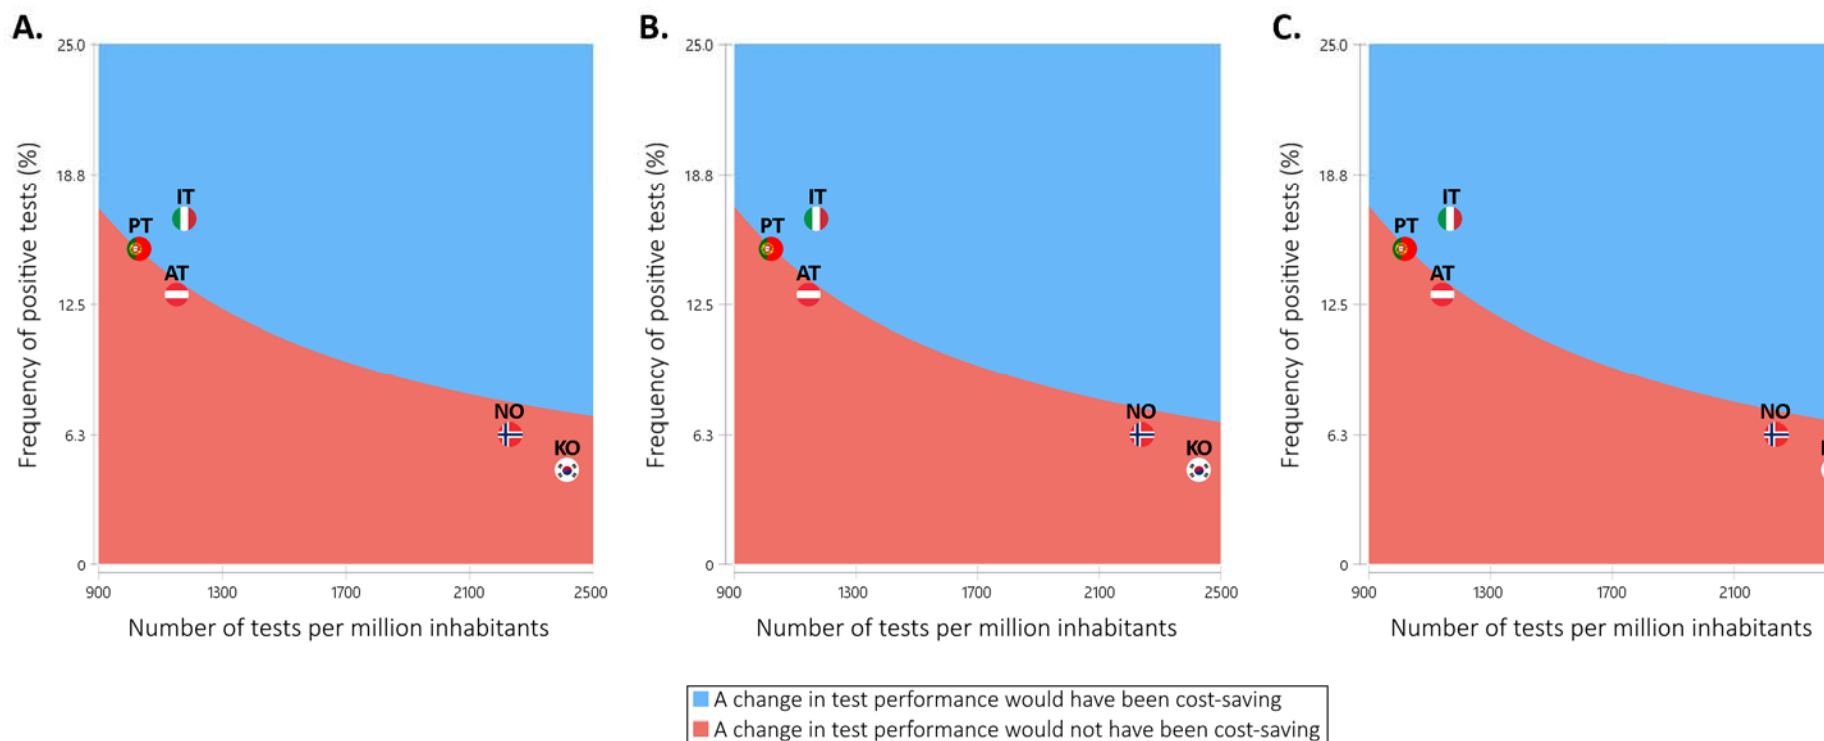 A.
25.0
18.8
12.5
6.3
0
Frequency of positive tests (%)
IT
PT
AT
NO
KO
900 1300 1700 2100 2500
Number of tests per million inhabitants
B.
25.0
18.8
12.5
6.3
0
Frequency of positive tests (%)
IT
PT
AT
NO
KO
900 1300 1700 2100 2500
Number of tests per million inhabitants
C.
25.0
18.8
12.5
6.3
0
Frequency of positive tests (%)
IT
PT
AT
NO
900 1300 1700 2100
Number of tests per million inhabitants
A change in test performance would have been cost-saving
A change in test performance would not have been cost-saving